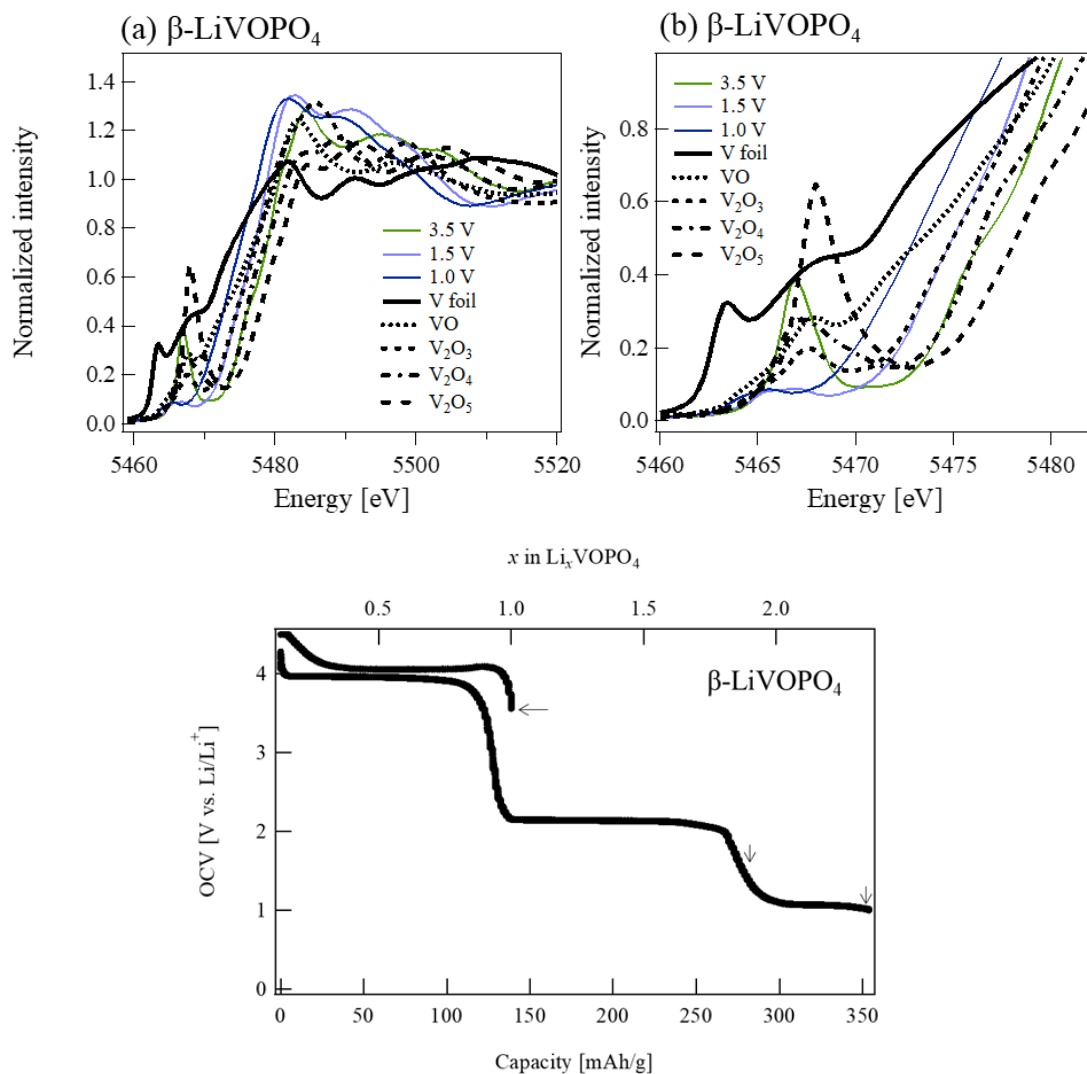 (a) β-LiVOPO₄
Normalized intensity
1.4
1.2
1.0
0.8
0.6
0.4
0.2
0.0
3.5 V
1.5 V
1.0 V
V foil
VO
V₂O₃
V₂O₄
V₂O₅
5460
5480
5500
5520
Energy [eV]
(b) β-LiVOPO₄
Normalized intensity
0.8
0.6
0.4
0.2
0.0
3.5 V
1.5 V
1.0 V
V foil
VO
V₂O₃
V₂O₄
V₂O₅
5460
5465
5470
5475
5480
Energy [eV]
x in LiₓVOPO₄
0.5
1.0
1.5
2.0
β-LiVOPO₄
OCV [V vs. Li/Li⁺]
4
3
2
1
0
0
50
100
150
200
250
300
350
Capacity [mAh/g]